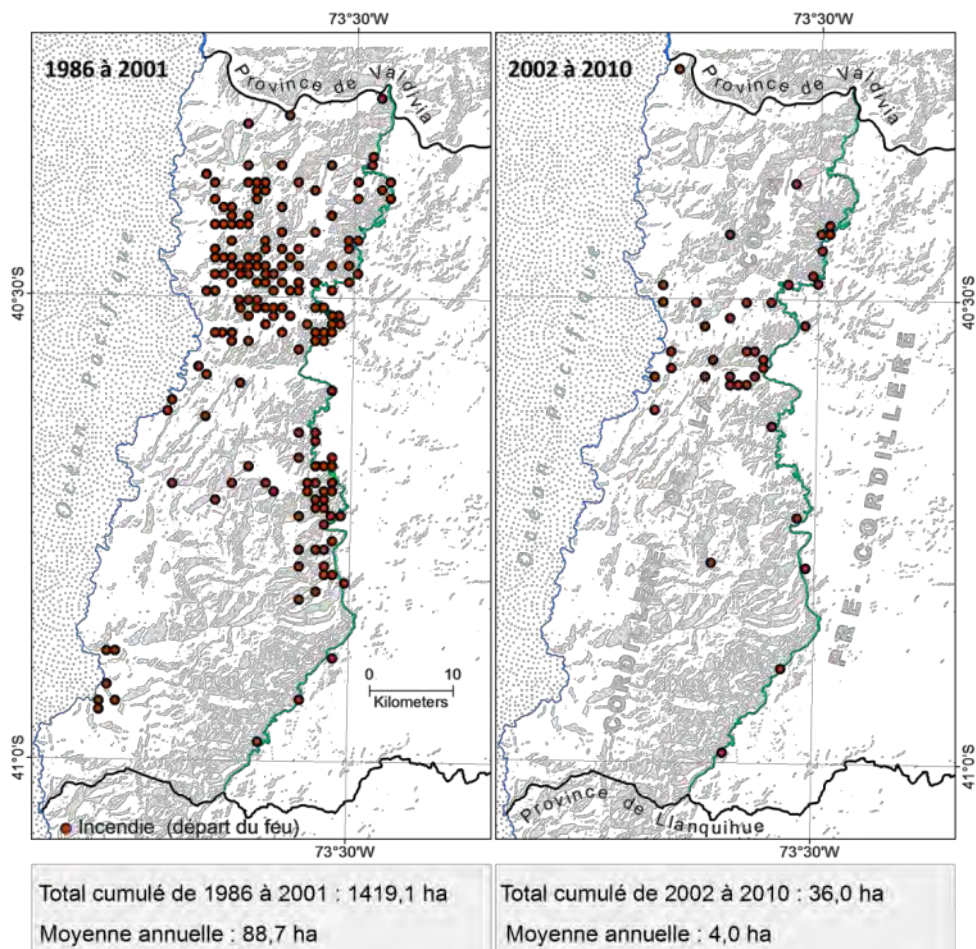 73°30'W
73°30'W
1986 à 2001
Province de Valdivia
Océan Pacifique
40°30'S
0 10
Kilometers
41°0'S
Incendie (départ du feu)
73°30'W
2002 à 2010
Province de Valdivia
Océan pacifique
CORDILLERE DE LA COSTA
PRE-CORDILLERE
40°30'S
41°0'S
Province de Llanquihue
73°30'W
Total cumulé de 1986 à 2001 : 1419,1 ha
Moyenne annuelle : 88,7 ha
Total cumulé de 2002 à 2010 : 36,0 ha
Moyenne annuelle : 4,0 ha